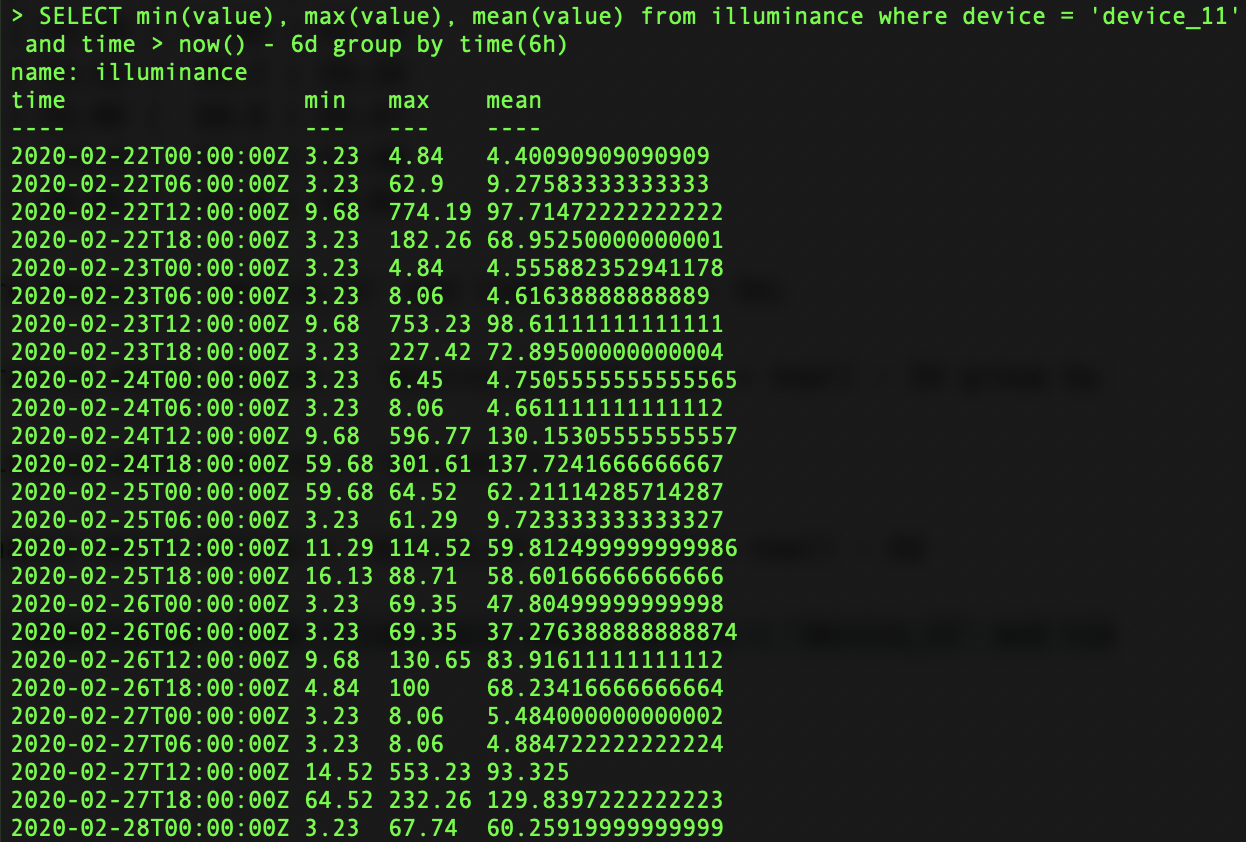 > SELECT min(value), max(value), mean(value) from illuminance where device = 'device_11'
and time > now() - 6d group by time(6h)
name: illuminance
time min max mean
---- --- --- ----
2020-02-22T00:00:00Z 3.23 4.84 4.40090909090909
2020-02-22T06:00:00Z 3.23 62.9 9.27583333333333
2020-02-22T12:00:00Z 9.68 774.19 97.71472222222222
2020-02-22T18:00:00Z 3.23 182.26 68.95250000000001
2020-02-23T00:00:00Z 3.23 4.84 4.555882352941178
2020-02-23T06:00:00Z 3.23 8.06 4.61638888888889
2020-02-23T12:00:00Z 9.68 753.23 98.61111111111111
2020-02-23T18:00:00Z 3.23 227.42 72.89500000000004
2020-02-24T00:00:00Z 3.23 6.45 4.7505555555555565
2020-02-24T06:00:00Z 3.23 8.06 4.661111111111112
2020-02-24T12:00:00Z 9.68 596.77 130.15305555555557
2020-02-24T18:00:00Z 59.68 301.61 137.7241666666667
2020-02-25T00:00:00Z 59.68 64.52 62.21114285714287
2020-02-25T06:00:00Z 3.23 61.29 9.723333333333327
2020-02-25T12:00:00Z 11.29 114.52 59.812499999999986
2020-02-25T18:00:00Z 16.13 88.71 58.60166666666666
2020-02-26T00:00:00Z 3.23 69.35 47.80499999999998
2020-02-26T06:00:00Z 3.23 69.35 37.276388888888874
2020-02-26T12:00:00Z 9.68 130.65 83.91611111111112
2020-02-26T18:00:00Z 4.84 100 68.23416666666664
2020-02-27T00:00:00Z 3.23 8.06 5.484000000000002
2020-02-27T06:00:00Z 3.23 8.06 4.884722222222224
2020-02-27T12:00:00Z 14.52 553.23 93.325
2020-02-27T18:00:00Z 64.52 232.26 129.8397222222223
2020-02-28T00:00:00Z 3.23 67.74 60.259199999999999